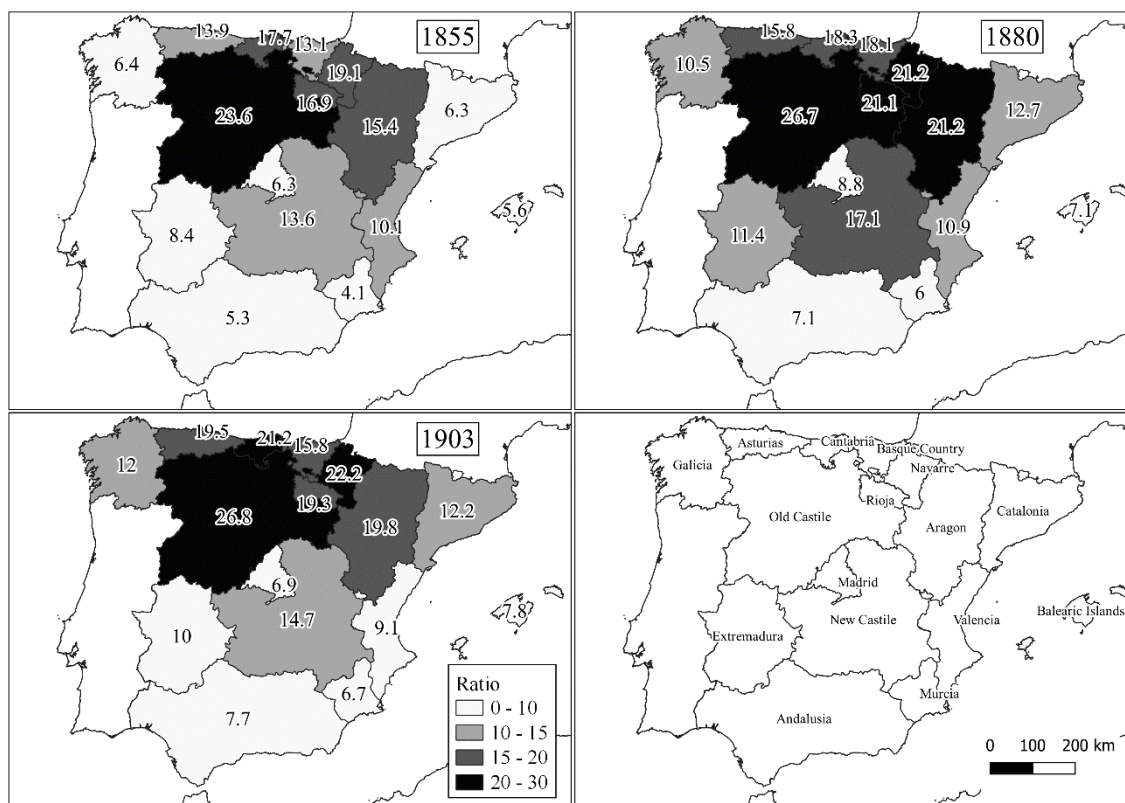 1855
13.9
17.7
13.1
6.4
19.1
16.9
23.6
15.4
6.3
6.3
13.6
10.1
5.6
8.4
4.1
5.3
1880
15.8
18.3
18.1
10.5
21.2
21.1
12.7
26.7
21.2
8.8
17.1
7.1
11.4
10.9
6
7.1
1903
19.5
21.2
15.8
12
22.2
19.3
12.2
26.8
19.8
6.9
14.7
7.8
10
9.1
6.7
7.7
Ratio
0 - 10
10 - 15
15 - 20
20 - 30
Asturias
Cantabria
Basque Country
Galicia
Navarre
Rioja
Old Castile
Catalonia
Aragon
Madrid
New Castile
Valencia
Balearic Islands
Extremadura
Murcia
Andalusia
0 100 200 km